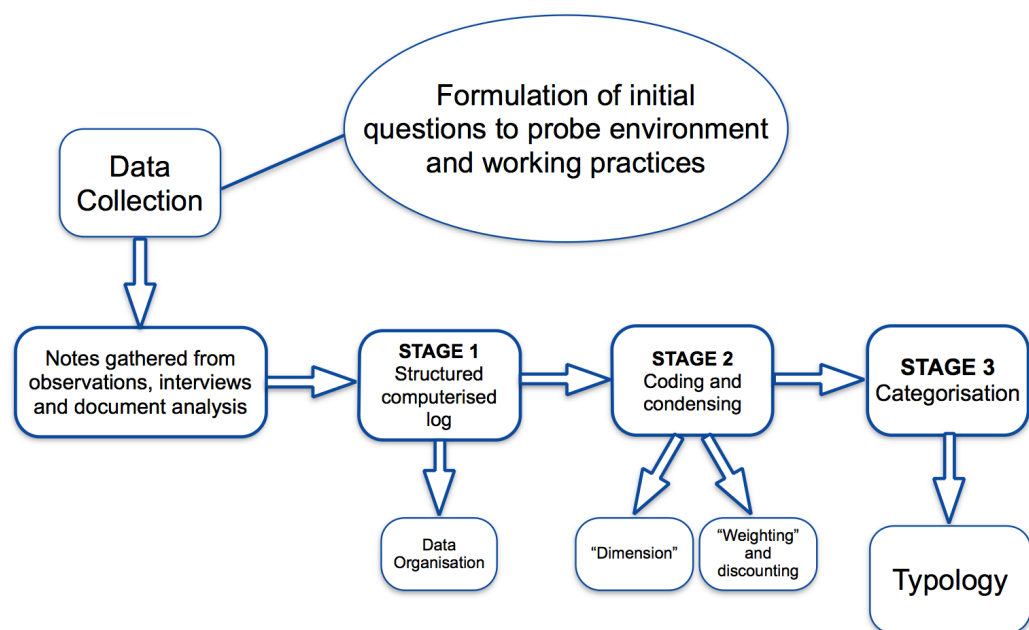 Formulation of initial
questions to probe environment
and working practices
Data
Collection
Notes gathered from
observations, interviews
and document analysis
STAGE 1
Structured
computerised
log
STAGE 2
Coding and
condensing
STAGE 3
Categorisation
Data
Organisation
“Dimension”
“Weighting”
and
discounting
Typology